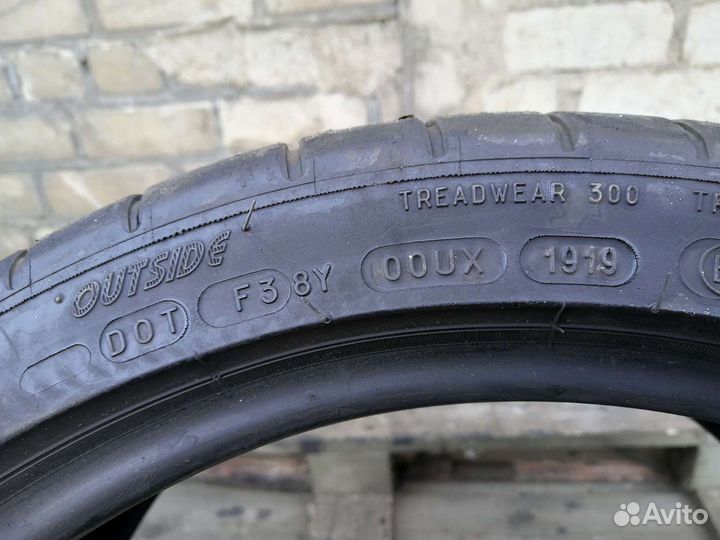 TREADWEAR 300
OUTSIDE
DOT F3 8Y 00UX 1919
Avito